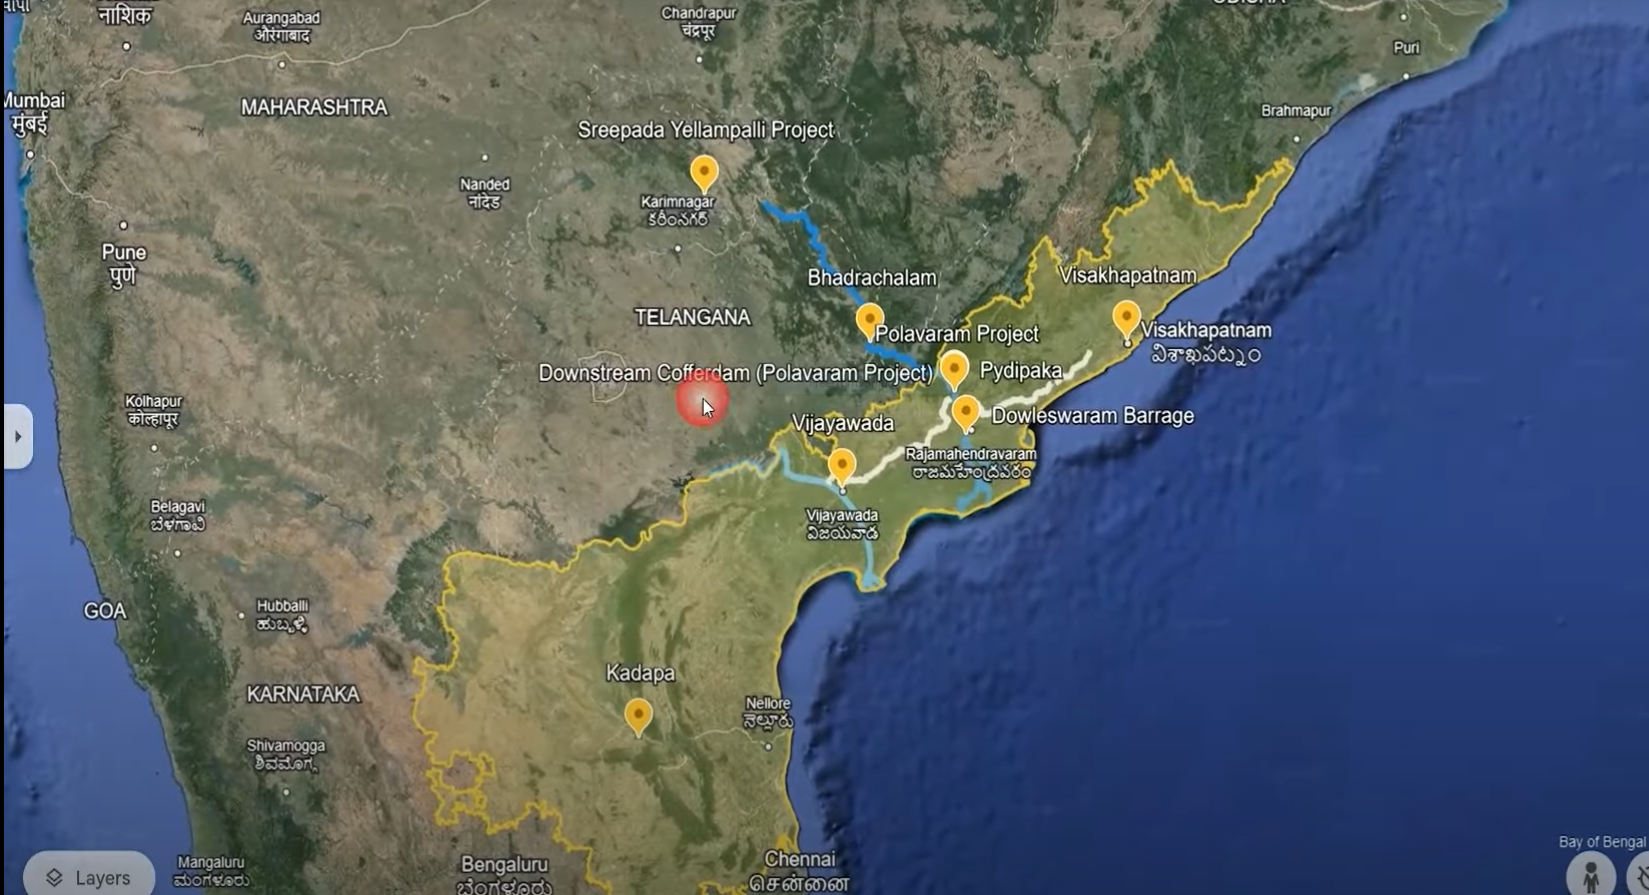 नाशिक
Aurangabad
औरंगाबाद
Chandrapur
चंद्रपूर
Puri
Mumbai
मुंबई
MAHARASHTRA
Brahmapur
Sreepada Yellampalli Project
Nanded
नांदेड
Karimnagar
కరీంనగర్
Pune
पुणे
Bhadrachalam
Visakhapatnam
TELANGANA
Polavaram Project
Visakhapatnam
విశాఖపట్నం
Downstream Cofferdam (Polavaram Project)
Pydipaka
Kolhapur
कोल्हापूर
Vijayawada
Dowleswaram Barrage
Rajamahendravaram
రాజమహేంద్రవరం
Belagavi
ಬೆಳಗಾವಿ
Vijayawada
విజయవాడ
GOA
Hubballi
ಹುಬ್ಬಳ್ಳಿ
Kadapa
KARNATAKA
Nellore
నెల్లూరు
Shivamogga
ಶಿವಮೊಗ್ಗ
Bay of Bengal
Layers
Mangaluru
ಮಂಗಳೂರು
Bengaluru
ಬೆಂಗಳೂರು
Chennai
சென்னை